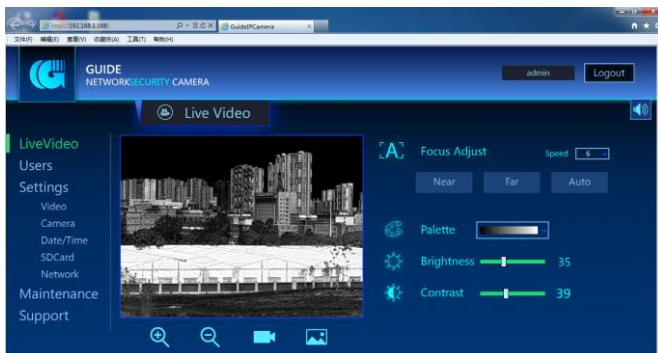 http://192.168.1.168/
GuideIPCamera
文件(F) 编辑(E) 查看(V) 收藏夹(A) 工具(T) 帮助(H)
GUIDE
NETWORKSECURITY CAMERA
admin
Logout
Live Video
LiveVideo
Users
Settings
Video
Camera
Date/Time
SDCard
Network
Maintenance
Support
[A] Focus Adjust Speed 6
Near Far Auto
Palette
Brightness 35
Contrast 39